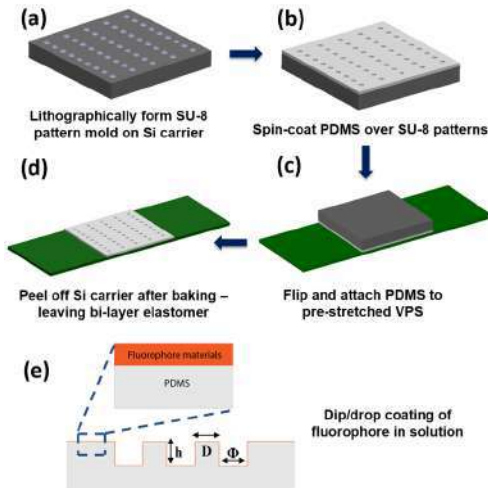 (a)
Lithographically form SU-8
pattern mold on Si carrier
(b)
Spin-coat PDMS over SU-8 patterns
(d)
Peel off Si carrier after baking –
leaving bi-layer elastomer
(c)
Flip and attach PDMS to
pre-stretched VPS
(e)
Fluorophore materials
PDMS
h
D
Φ
Dip/drop coating of
fluorophore in solution